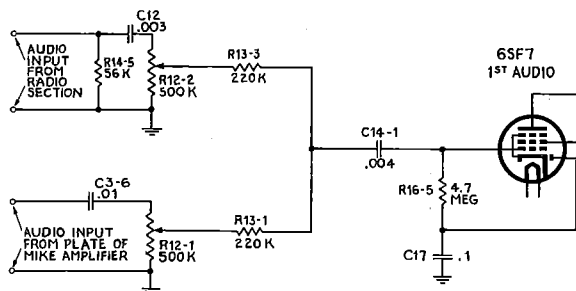 C12
.003
AUDIO
INPUT
FROM
RADIO
SECTION
R14-5
56K
R12-2
500K
R13-3
220K
6SF7
1ST AUDIO
C14-1
.004
R16-5
4.7
MEG
C17
.1
C3-6
.01
AUDIO INPUT
FROM PLATE OF
MIKE AMPLIFIER
R12-1
500K
R13-1
220K